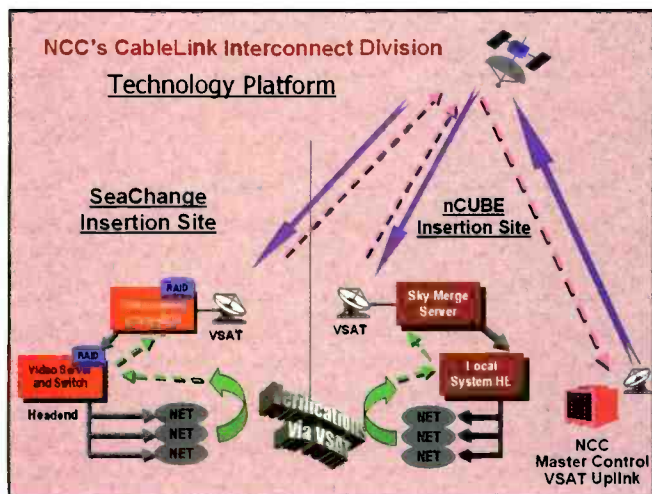 NCC's CableLink Interconnect Division
Technology Platform
SeaChange
Insertion Site
nCUBE
Insertion Site
RAID
VSAT
RAID
Video Server
and Switch
Headend
NET
NET
NET
Verification
via VSAT
VSAT
Sky Merge
Server
Local
System HE
NET
NET
NET
NCC
Master Control
VSAT Uplink